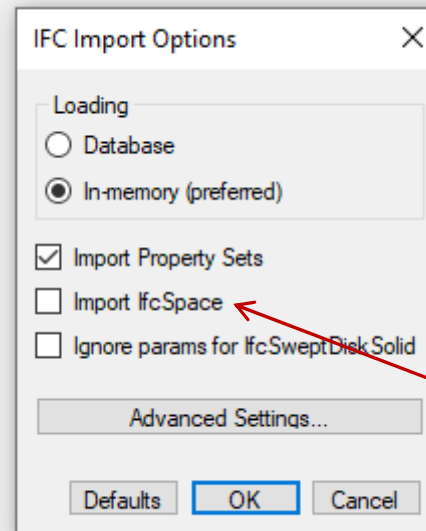 IFC Import Options
Loading
Database
In-memory (preferred)
Import Property Sets
Import IfcSpace
Ignore params for IfcSweptDiskSolid
Advanced Settings...
Defaults OK Cancel